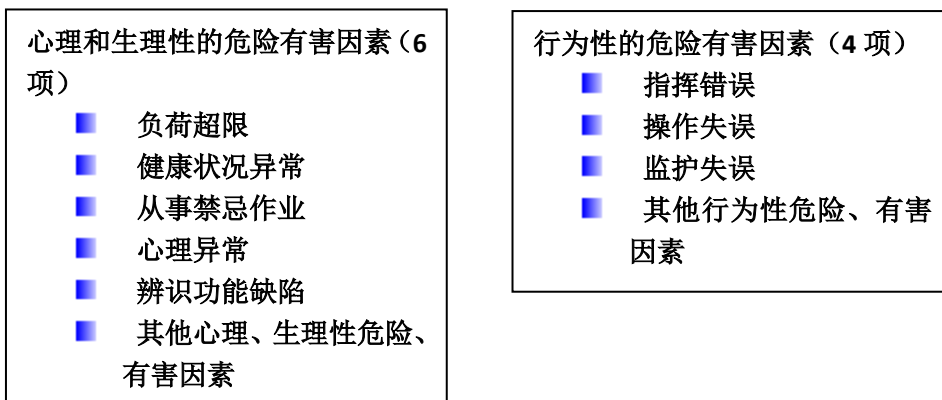 心理和生理性的危险有害因素（6
项）
负荷超限
健康状况异常
从事禁忌作业
心理异常
辨识功能缺陷
其他心理、生理性危险、
有害因素
行为性的危险有害因素（4 项）
指挥错误
操作失误
监护失误
其他行为性危险、有害
因素